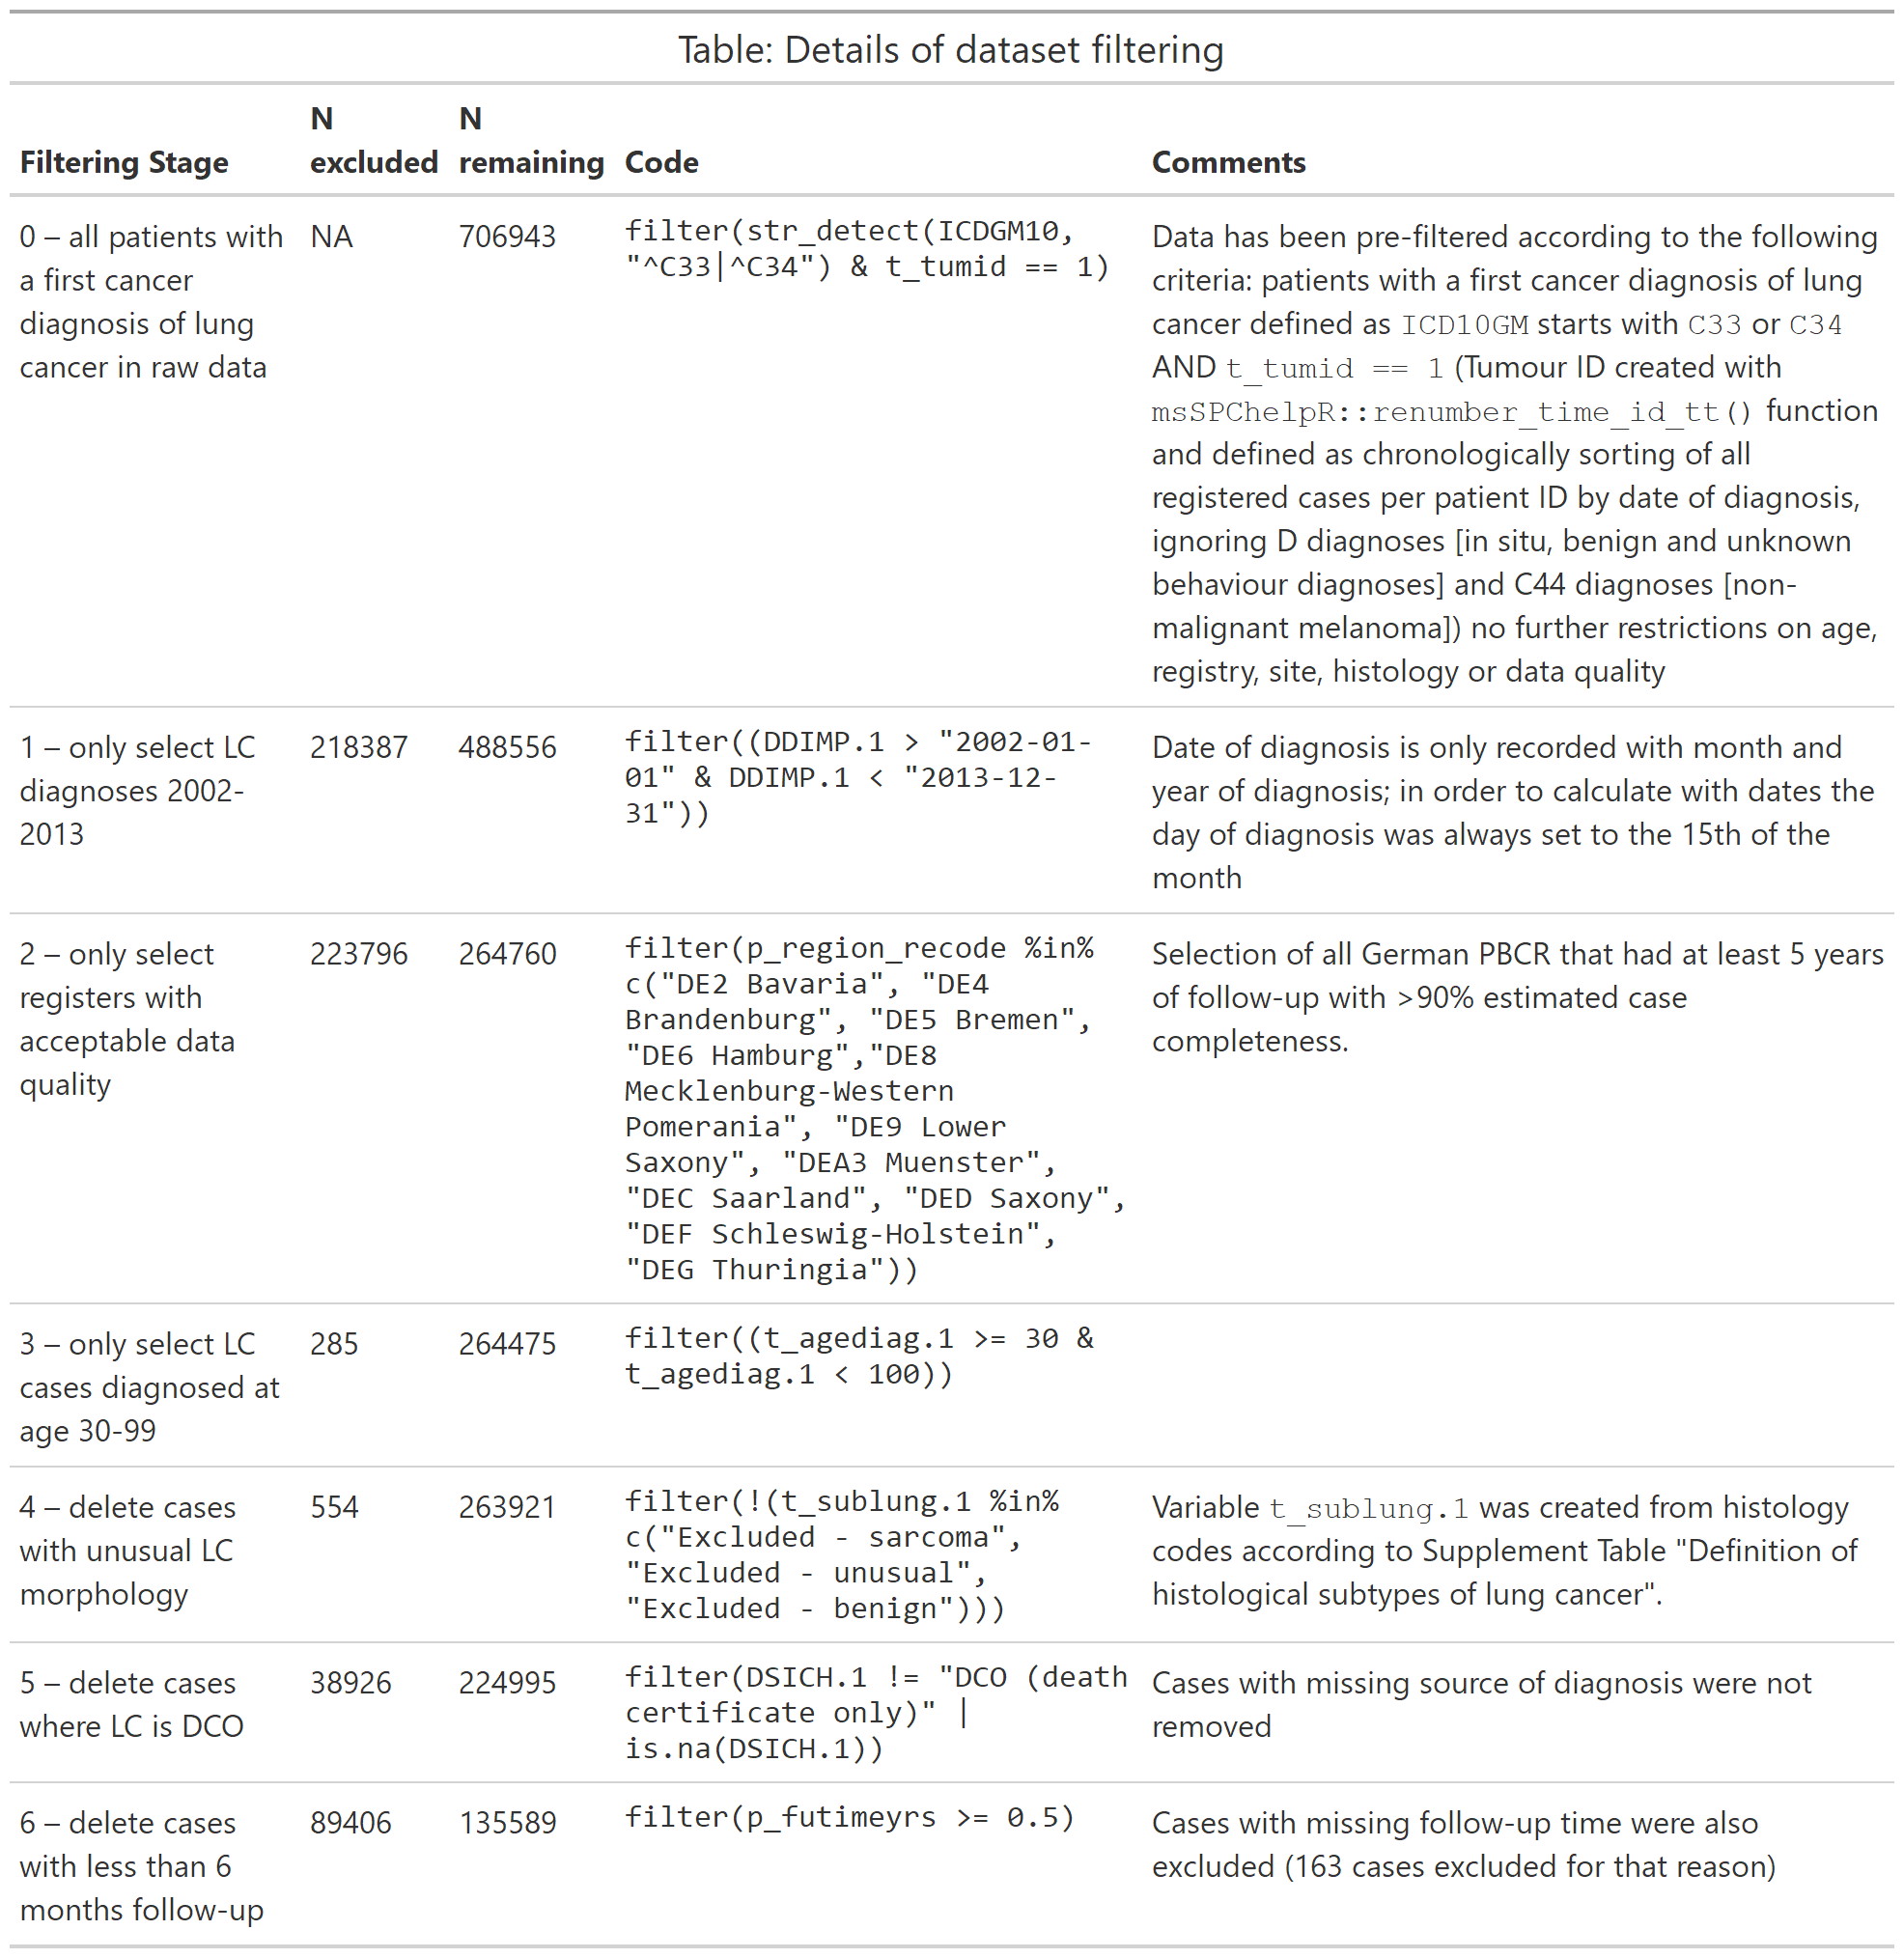 Table: Details of dataset filtering
Filtering Stage
N excluded
N remaining
Code
Comments
0 – all patients with
a first cancer
diagnosis of lung
cancer in raw data
NA
706943
filter(str_detect(ICDGM10,
"^C33|^C34") & t_tumid == 1)
Data has been pre-filtered according to the following
criteria: patients with a first cancer diagnosis of lung
cancer defined as ICD10GM starts with C33 or C34
AND t_tumid == 1 (Tumour ID created with
msSPChelpR::renumber_time_id_tt() function
and defined as chronologically sorting of all
registered cases per patient ID by date of diagnosis,
ignoring D diagnoses [in situ, benign and unknown
behaviour diagnoses] and C44 diagnoses [non-
malignant melanoma]) no further restrictions on age,
registry, site, histology or data quality
1 – only select LC
diagnoses 2002-
2013
218387
488556
filter((DDIMP.1 > "2002-01-
01" & DDIMP.1 < "2013-12-
31"))
Date of diagnosis is only recorded with month and
year of diagnosis; in order to calculate with dates the
day of diagnosis was always set to the 15th of the
month
2 – only select
registers with
acceptable data
quality
223796
264760
filter(p_region_recode %in%
c("DE2 Bavaria", "DE4
Brandenburg", "DE5 Bremen",
"DE6 Hamburg","DE8
Mecklenburg-Western
Pomerania", "DE9 Lower
Saxony", "DEA3 Muenster",
"DEC Saarland", "DED Saxony",
"DEF Schleswig-Holstein",
"DEG Thuringia"))
Selection of all German PBCR that had at least 5 years
of follow-up with >90% estimated case
completeness.
3 – only select LC
cases diagnosed at
age 30-99
285
264475
filter((t_agediag.1 >= 30 &
t_agediag.1 < 100))
4 – delete cases
with unusual LC
morphology
554
263921
filter(!(t_sublung.1 %in%
c("Excluded - sarcoma",
"Excluded - unusual",
"Excluded - benign")))
Variable t_sublung.1 was created from histology
codes according to Supplement Table "Definition of
histological subtypes of lung cancer".
5 – delete cases
where LC is DCO
38926
224995
filter(DSICH.1 != "DCO (death
certificate only)" |
is.na(DSICH.1))
Cases with missing source of diagnosis were not
removed
6 – delete cases
with less than 6
months follow-up
89406
135589
filter(p_futimeyrs >= 0.5)
Cases with missing follow-up time were also
excluded (163 cases excluded for that reason)